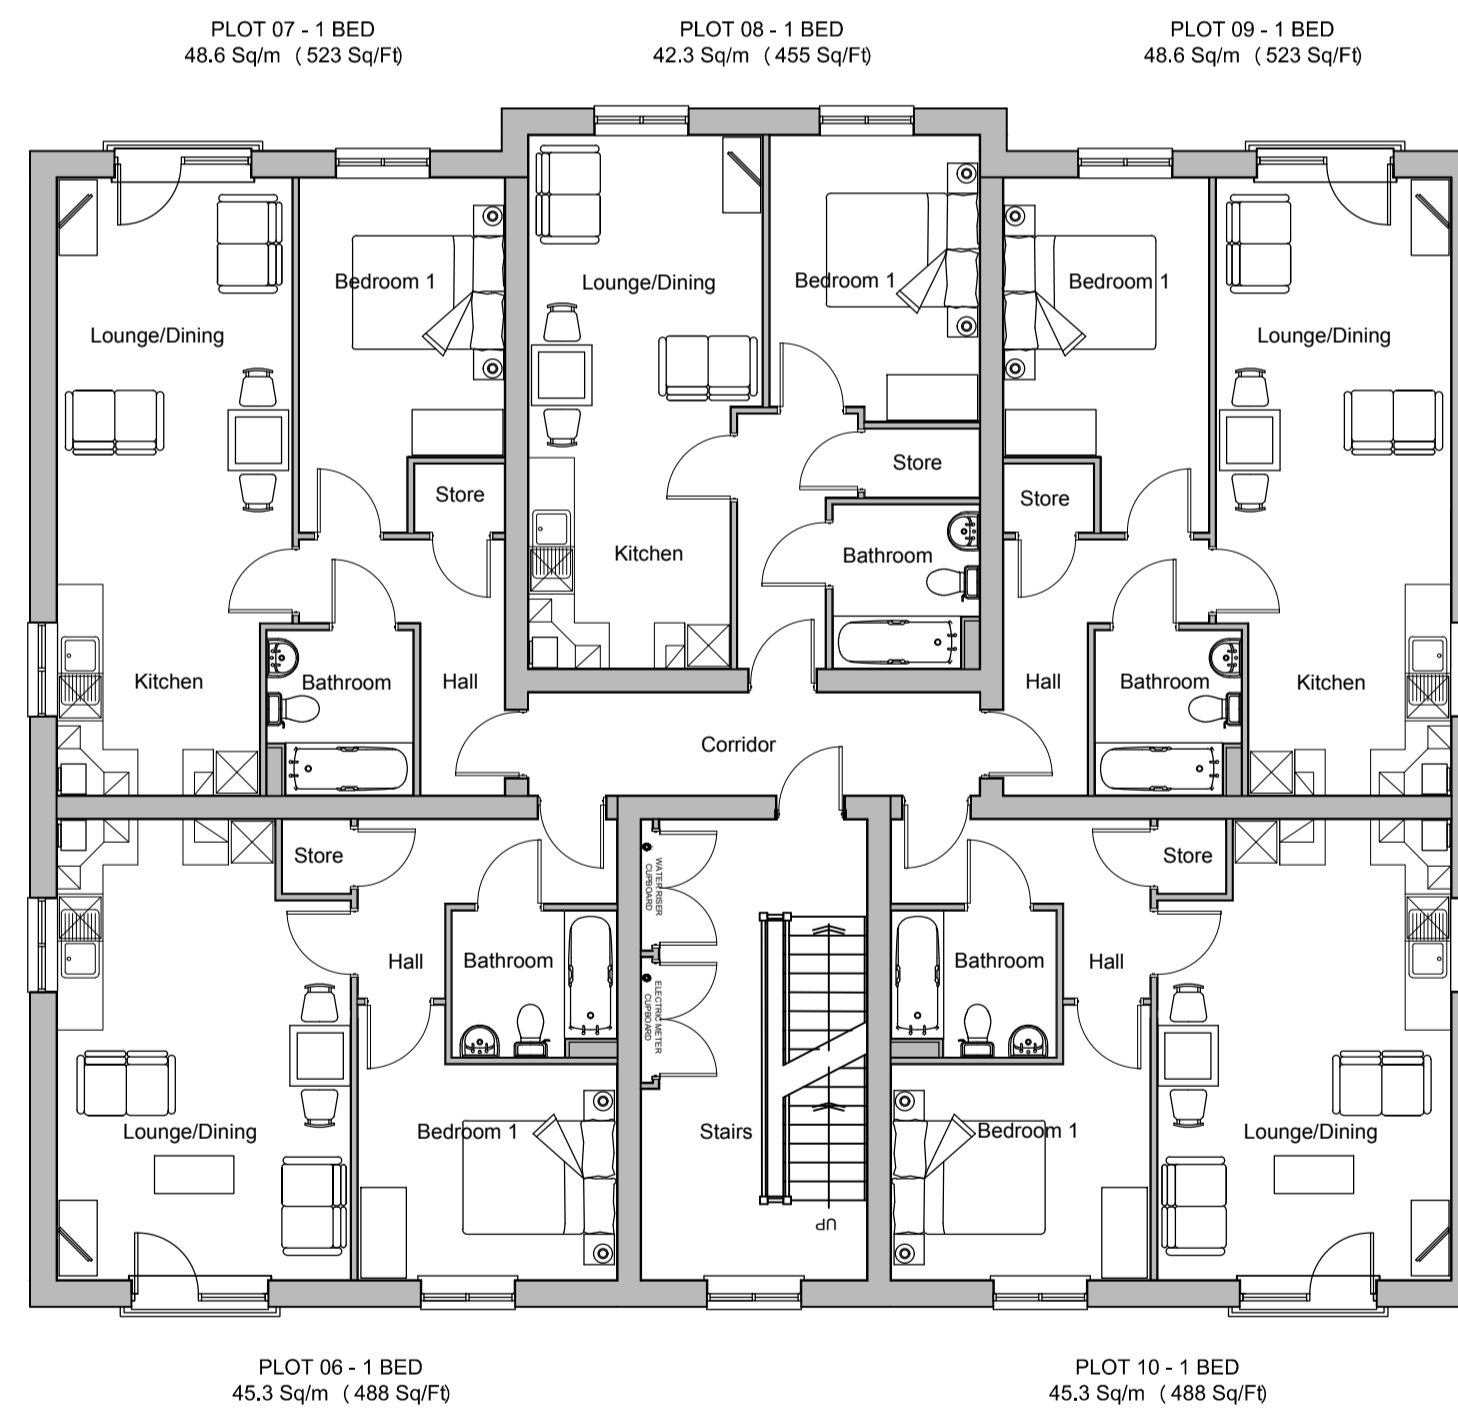 PLOT 07 - 1 BED
48.6 Sq/m ( 523 Sq/Ft)
PLOT 08 - 1 BED
42.3 Sq/m ( 455 Sq/Ft)
PLOT 09 - 1 BED
48.6 Sq/m ( 523 Sq/Ft)
Bedroom 1
Lounge/Dining
Bedroom 1
Bedroom 1
Lounge/Dining
Lounge/Dining
Store
Store
Store
Kitchen
Bathroom
Kitchen
Bathroom
Hall
Hall
Bathroom
Kitchen
Corridor
Store
WATER RISER
CUPBOARD
Store
Hall
Bathroom
ELECTRIC METER
CUPBOARD
Bathroom
Hall
Lounge/Dining
Bedroom 1
Stairs
Bedroom 1
Lounge/Dining
UP
PLOT 06 - 1 BED
45.3 Sq/m ( 488 Sq/Ft)
PLOT 10 - 1 BED
45.3 Sq/m ( 488 Sq/Ft)